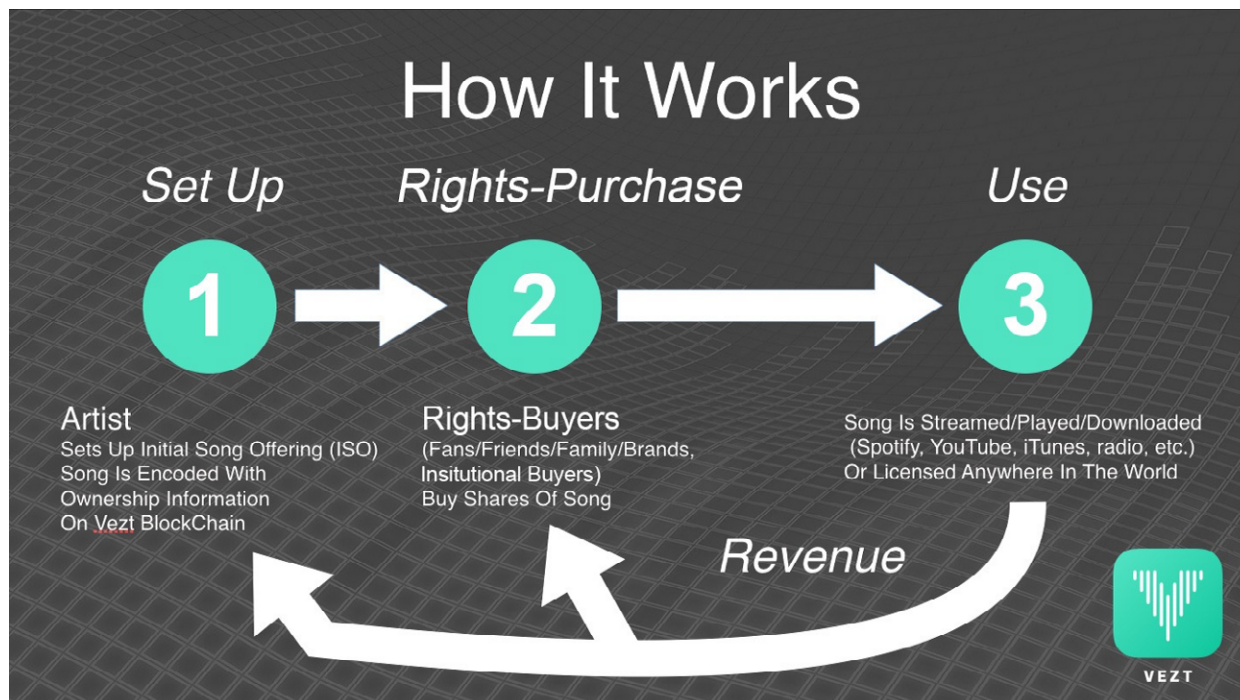 How It Works
Set Up
Rights-Purchase
Use
1
2
3
Artist
Sets Up Initial Song Offering (ISO)
Song Is Encoded With
Ownership Information
On Vezt BlockChain
Rights-Buyers
(Fans/Friends/Family/Brands,
Insitutional Buyers)
Buy Shares Of Song
Song Is Streamed/Played/Downloaded
(Spotify, YouTube, iTunes, radio, etc.)
Or Licensed Anywhere In The World
Revenue
VEZT